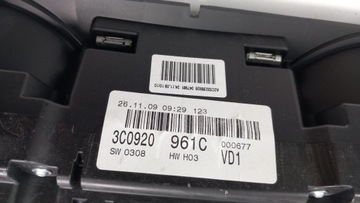 26.11.09 09:29 123
3C0920 961C 000677
SW 0308 HW H03 VD1